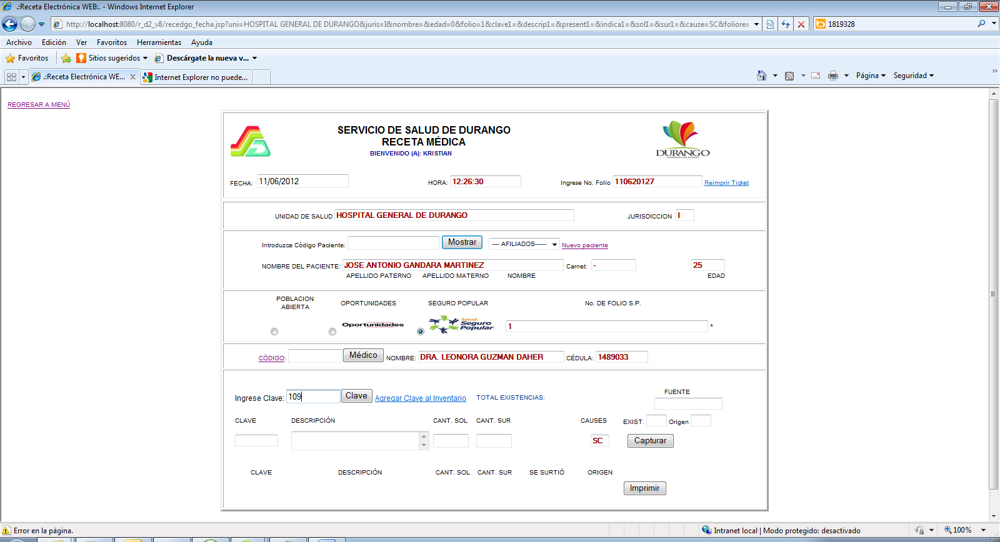 .:Receta Electrónica WEB:. - Windows Internet Explorer
http://localhost:8080/r_d2_v8/recedgo_fecha.jsp?uni=HOSPITAL GENERAL DE DURANGO&juris=I&nombre=&edad=0&folio=1&clave1=&descrip1=&present1=&indica1=&sol1=&sur1=&cause=SC&foliore=
1819328
Archivo Edición Ver Favoritos Herramientas Ayuda
Favoritos Sitios sugeridos Descárgate la nueva v...
.:Receta Electrónica WE... X Internet Explorer no puede... Página Seguridad »
REGRESAR A MENÚ
SERVICIO DE SALUD DE DURANGO
RECETA MÉDICA
BIENVENIDO (A): KRISTIAN
DURANGO
FECHA: 11/06/2012 HORA: 12:26:30 Ingrese No. Folio 110620127 Reimprir Ticket
UNIDAD DE SALUD HOSPITAL GENERAL DE DURANGO JURISDICCION I
Introduzca Código Paciente: Mostrar ---- AFILIADOS------ Nuevo paciente
NOMBRE DEL PACIENTE: JOSE ANTONIO GANDARA MARTINEZ Carnet: - 25
APELLIDO PATERNO APELLIDO MATERNO NOMBRE EDAD
POBLACION
ABIERTA
OPORTUNIDADES SEGURO POPULAR No. DE FOLIO S.P.
Oportunidades Salud Seguro Popular 1 *
CÓDIGO: Médico NOMBRE: DRA. LEONORA GUZMAN DAHER CÉDULA: 1489033
Ingrese Clave: 109 Clave Agregar Clave al Inventario TOTAL EXISTENCIAS: FUENTE
CLAVE DESCRIPCIÓN CANT. SOL CANT. SUR CAUSES EXIST. Origen
SC Capturar
CLAVE DESCRIPCIÓN CANT. SOL CANT. SUR SE SURTIÓ ORIGEN
Imprimir
Error en la página. Intranet local | Modo protegido: desactivado 100%